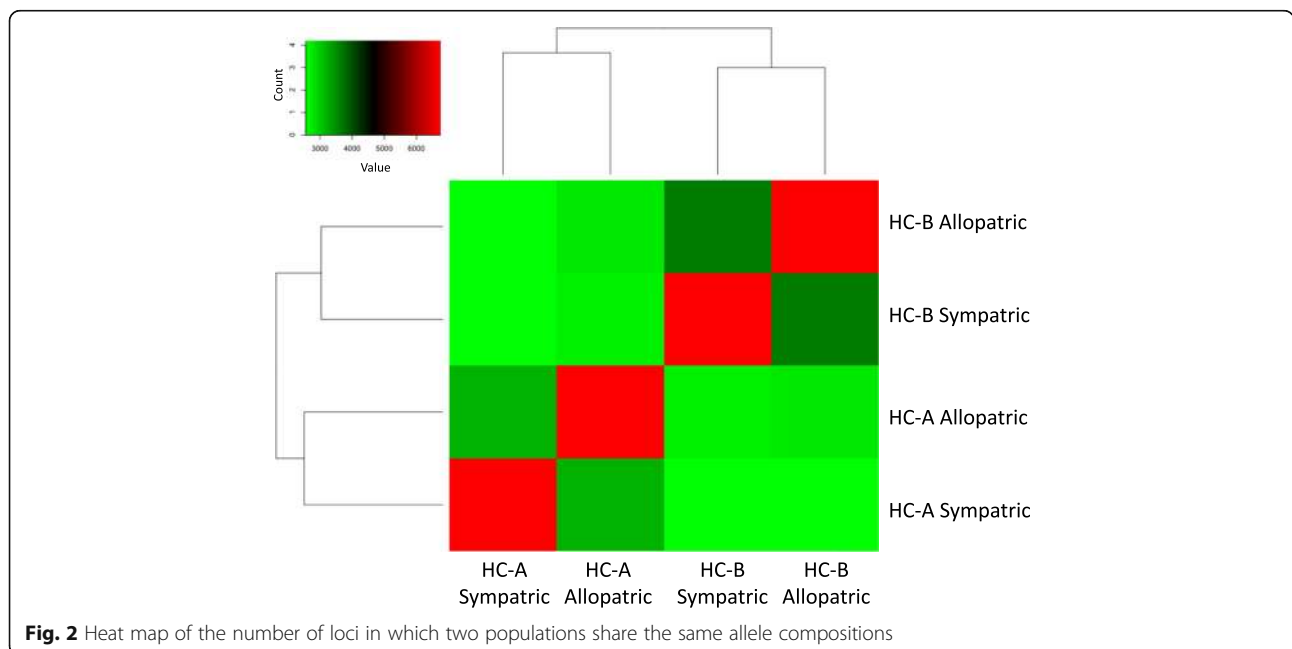 Count
4
3
2
1
0
3000 4000 5000 6000
Value
HC-B Allopatric
HC-B Sympatric
HC-A Allopatric
HC-A Sympatric
HC-A HC-A HC-B HC-B
Sympatric Allopatric Sympatric Allopatric
Fig. 2 Heat map of the number of loci in which two populations share the same allele compositions